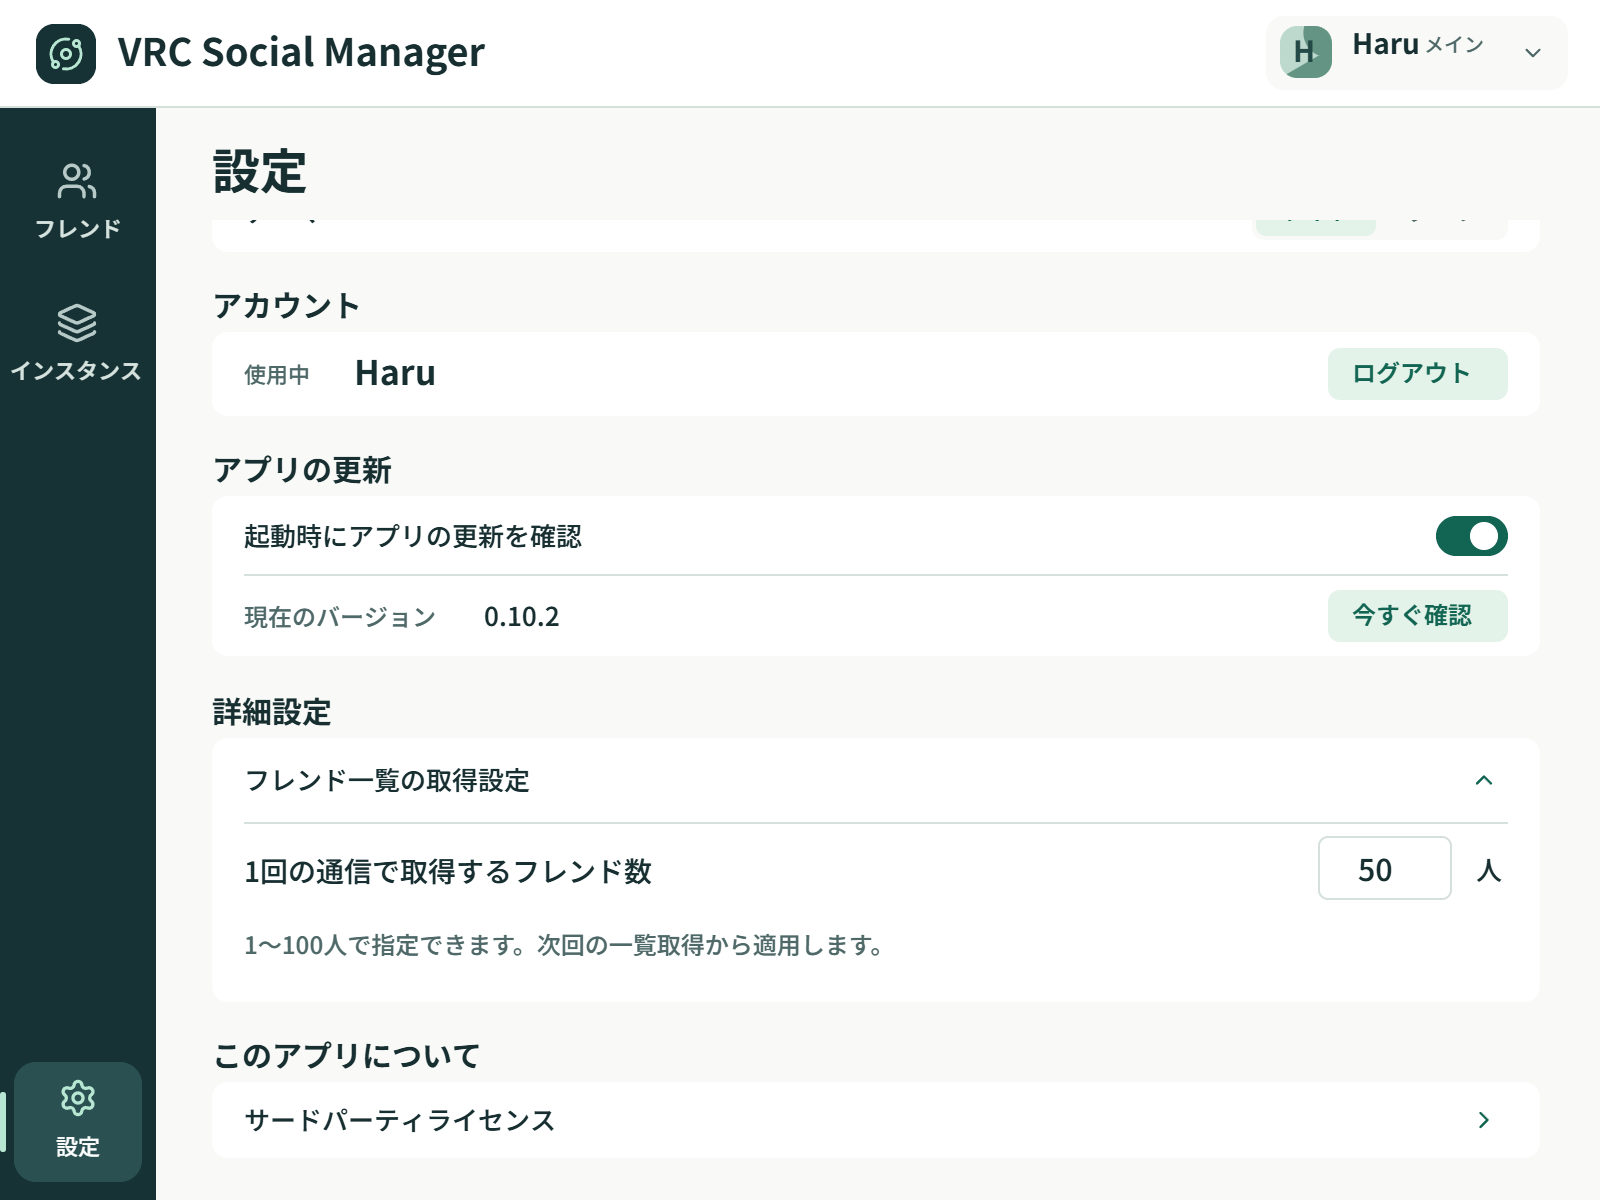 VRC Social Manager
H
Haru メイン
フレンド
インスタンス
設定
設定
アカウント
使用中 Haru
ログアウト
アプリの更新
起動時にアプリの更新を確認
現在のバージョン 0.10.2
今すぐ確認
詳細設定
フレンド一覧の取得設定
1回の通信で取得するフレンド数
50 人
1〜100人で指定できます。次回の一覧取得から適用します。
このアプリについて
サードパーティライセンス